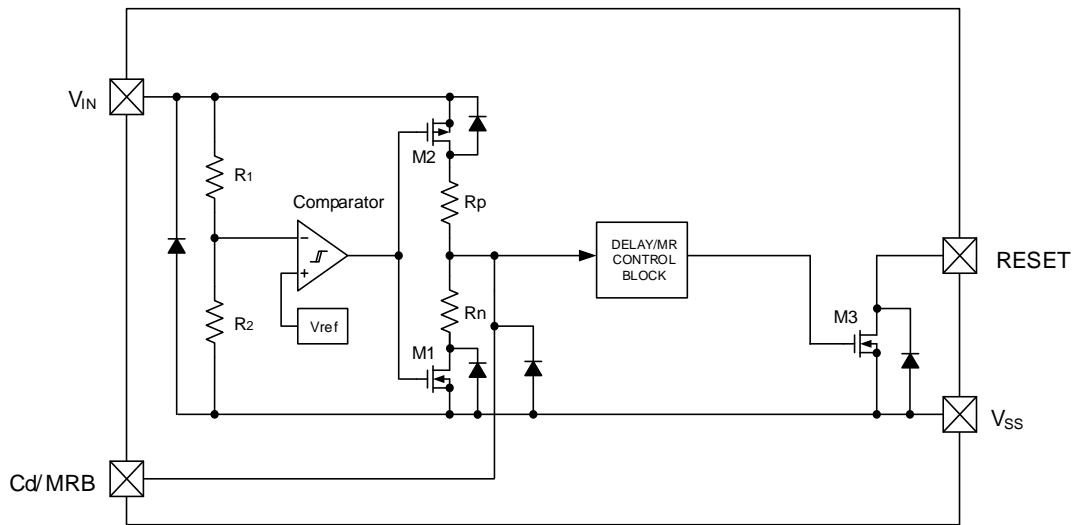 VIN
M2
R1
Rp
Comparator
−
+
DELAY/MR
CONTROL
BLOCK
RESET
R2
Vref
Rn
M1
M3
VSS
Cd/MRB